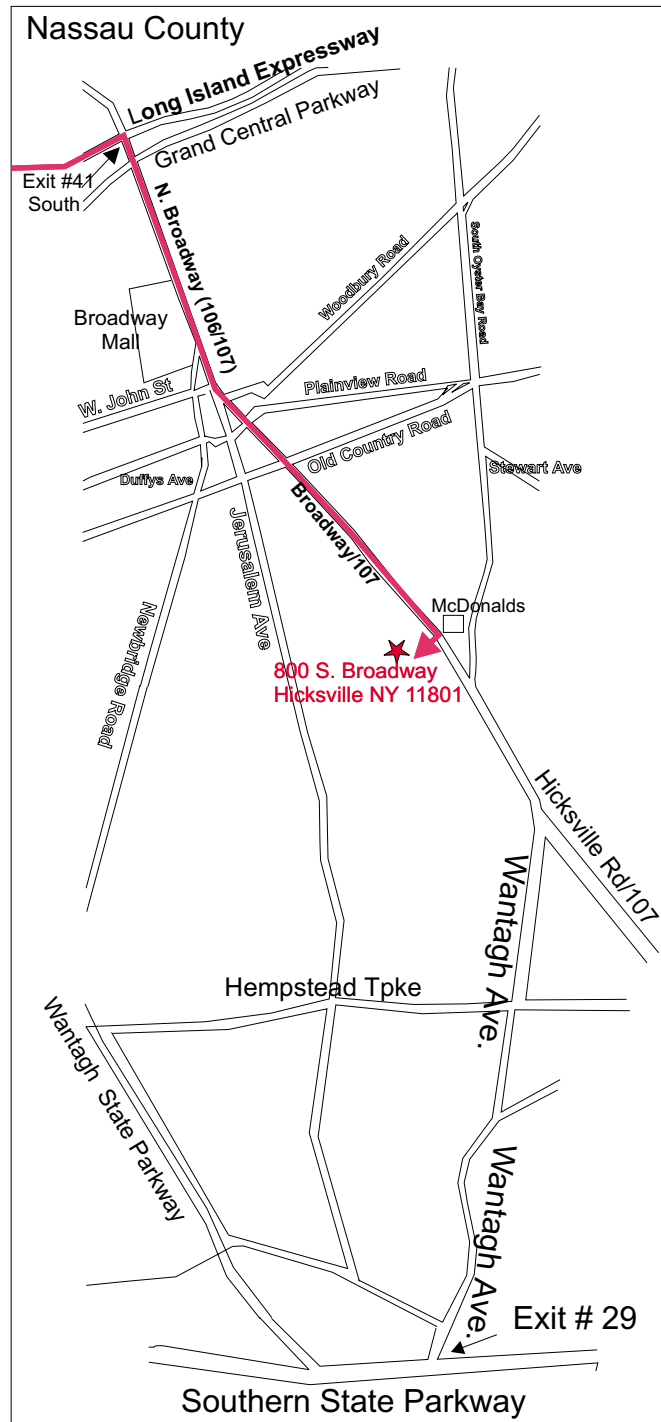 Nassau County
Long Island Expressway
Grand Central Parkway
Exit #41
South
N. Broadway (106/107)
Woodbury Road
South Oyster Bay Road
Broadway
Mall
W. John St
Plainview Road
Old Country Road
Duffys Ave
Stewart Ave
Broadway/107
Jerusalem Ave
Newbridge Road
McDonalds
800 S. Broadway
Hicksville NY 11801
Hicksville Rd/107
Wantagh Ave.
Hempstead Tpke
Wantagh State Parkway
Wantagh Ave.
Exit # 29
Southern State Parkway